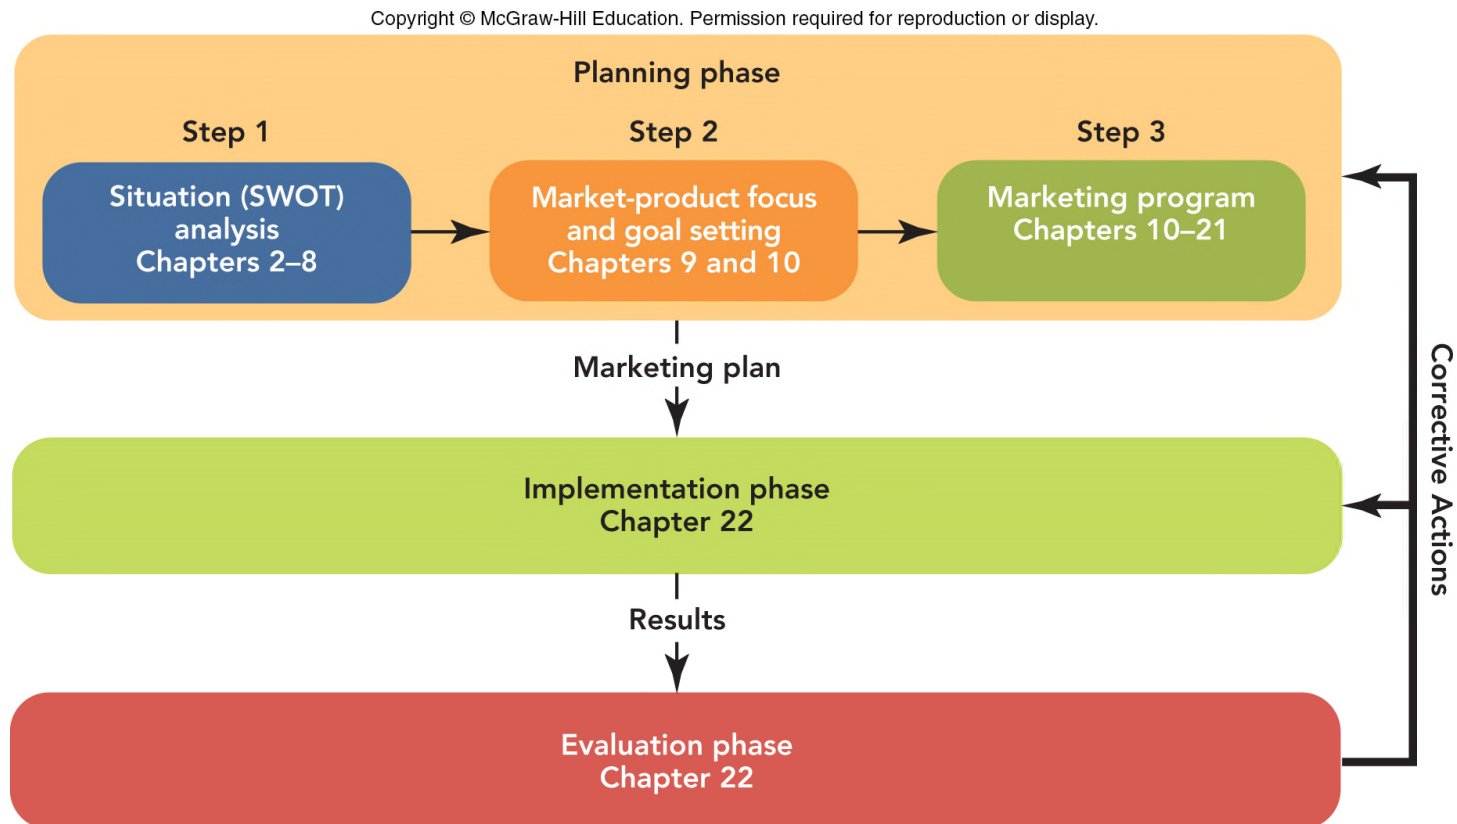 Copyright © McGraw-Hill Education. Permission required for reproduction or display.
Planning phase
Step 1
Situation (SWOT)
analysis
Chapters 2–8
Step 2
Market-product focus
and goal setting
Chapters 9 and 10
Step 3
Marketing program
Chapters 10–21
Marketing plan
Implementation phase
Chapter 22
Results
Evaluation phase
Chapter 22
Corrective Actions